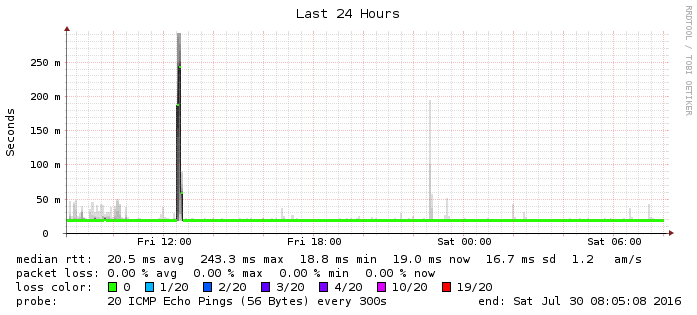 Last 24 Hours
RRDTOOL / TOBI OETIKER
Seconds
250 m
200 m
150 m
100 m
50 m
0
Fri 12:00 Fri 18:00 Sat 00:00 Sat 06:00
median rtt: 20.5 ms avg 243.3 ms max 18.8 ms min 19.0 ms now 16.7 ms sd 1.2 am/s
packet loss: 0.00 % avg 0.00 % max 0.00 % min 0.00 % now
loss color: 0 1/20 2/20 3/20 4/20 10/20 19/20
probe: 20 ICMP Echo Pings (56 Bytes) every 300s end: Sat Jul 30 08:05:08 2016